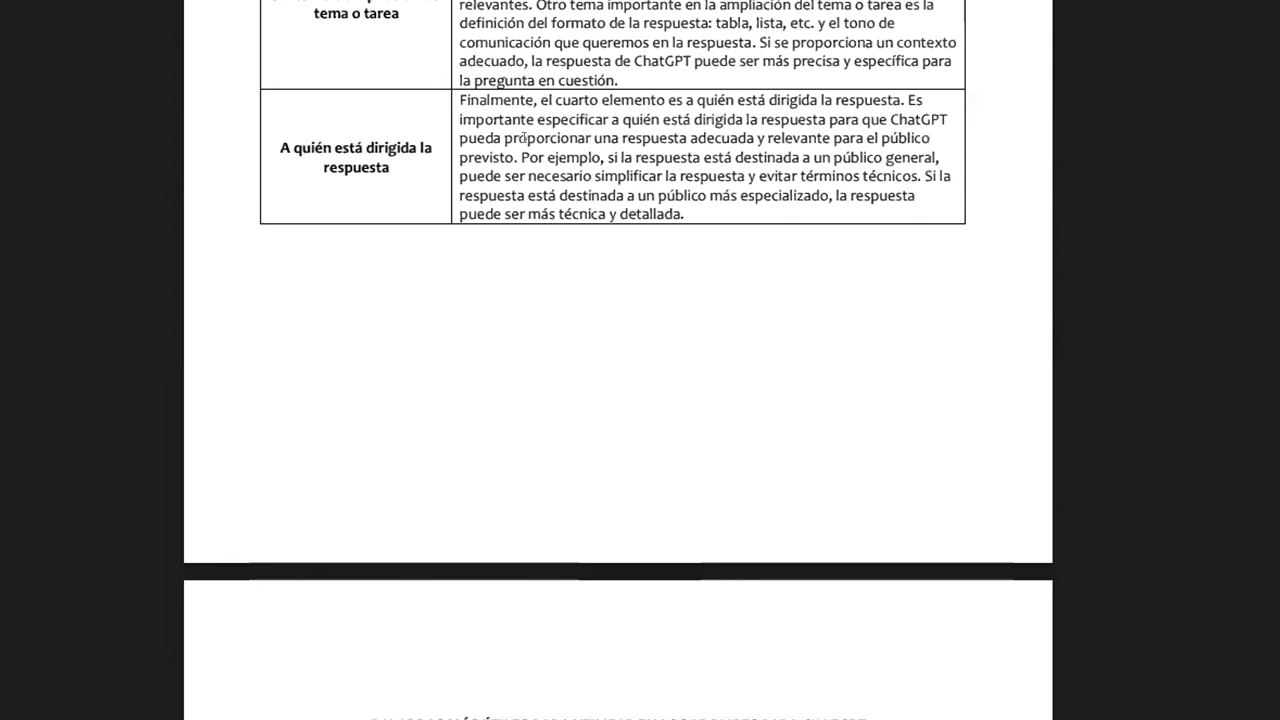 tema o tarea
relevantes. Otro tema importante en la ampliación del tema o tarea es la
definición del formato de la respuesta: tabla, lista, etc. y el tono de
comunicación que queremos en la respuesta. Si se proporciona un contexto
adecuado, la respuesta de ChatGPT puede ser más precisa y específica para
la pregunta en cuestión.
A quién está dirigida la
respuesta
Finalmente, el cuarto elemento es a quién está dirigida la respuesta. Es
importante especificar a quién está dirigida la respuesta para que ChatGPT
pueda proporcionar una respuesta adecuada y relevante para el público
previsto. Por ejemplo, si la respuesta está destinada a un público general,
puede ser necesario simplificar la respuesta y evitar términos técnicos. Si la
respuesta está destinada a un público más especializado, la respuesta
puede ser más técnica y detallada.